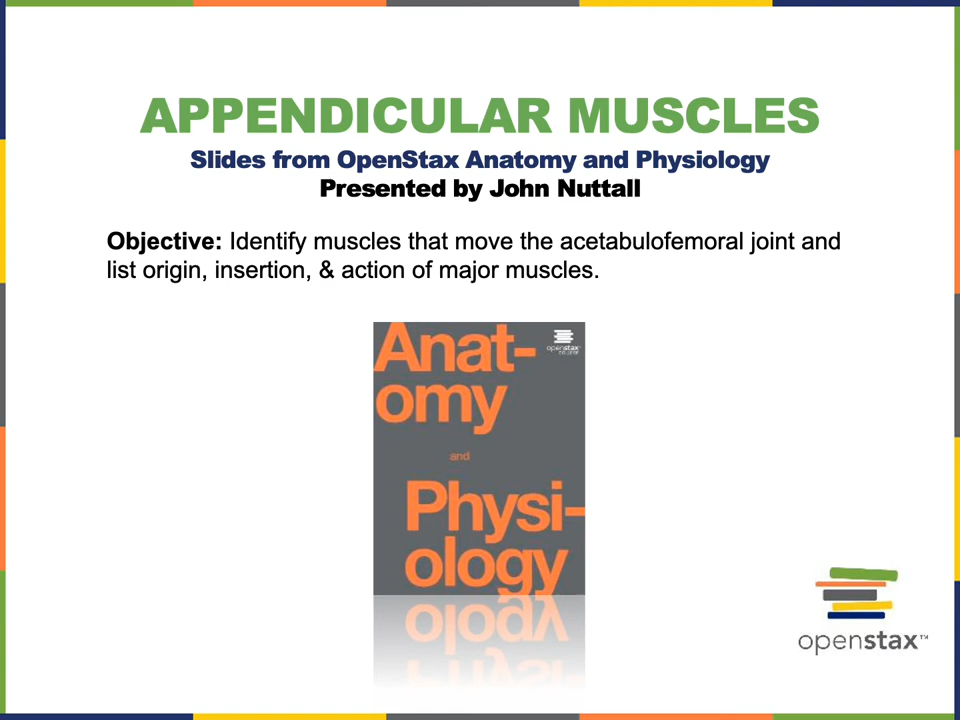 APPENDICULAR MUSCLES
Slides from OpenStax Anatomy and Physiology
Presented by John Nuttall
Objective: Identify muscles that move the acetabulofemoral joint and
list origin, insertion, & action of major muscles.
openstax
Anat-
omy
and
Physi-
ology
openstax™